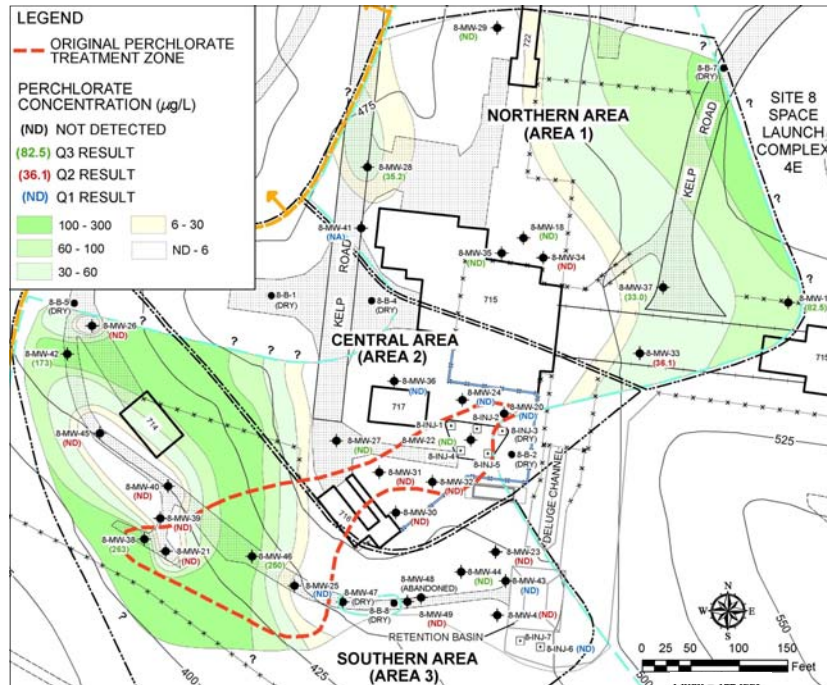 LEGEND
ORIGINAL PERCHLORATE
TREATMENT ZONE
PERCHLORATE
CONCENTRATION (µg/L)
(ND) NOT DETECTED
(82.5) Q3 RESULT
(36.1) Q2 RESULT
(ND) Q1 RESULT
100 - 300
60 - 100
30 - 60
6 - 30
ND - 6
8-MW-29
(ND)
722
?
8-B-7
(DRY)
?
475
NORTHERN AREA
(AREA 1)
KELP
ROAD
SITE 8
SPACE
LAUNCH
COMPLEX
4E
8-MW-28
(35.2)
?
8-MW-41
(NA)
8-MW-18
(ND)
8-MW-35
(ND)
8-MW-34
(ND)
KELP
ROAD
715
8-MW-37
(33.0)
(82.5)
8-B-5
(DRY)
8-B-1
(DRY)
8-B-4
(DRY)
?
?
8-MW-26
(ND)
CENTRAL AREA
(AREA 2)
8-MW-33
(36.1)
715
8-MW-42
(173)
8-MW-36
(ND)
717
8-MW-24
(ND)
8-MW-20
(ND)
8-INJ-1
8-INJ-2
8-INJ-3
(DRY)
714
8-MW-45
(ND)
8-MW-27
(ND)
8-MW-22 (ND)
8-INJ-4
8-INJ-5
8-B-2
(DRY)
525
8-MW-40
(ND)
8-MW-31
(ND)
8-MW-32
(ND)
DELUGE CHANNEL
8-MW-39
(ND)
716
8-MW-30
(ND)
8-MW-38
(263)
8-MW-21
(ND)
8-MW-46
(260)
8-MW-23
(ND)
8-MW-44
(ND)
8-MW-43
(ND)
8-MW-25
(ND)
8-MW-47
(DRY)
8-MW-48
(ABANDONED)
8-B-8
(DRY)
8-MW-49
(ND)
8-MW-4 (ND)
?
RETENTION BASIN
8-INJ-7
8-INJ-6 (ND)
?
?
SOUTHERN AREA
(AREA 3)
400
425
500
550
N
W E
S
0 50 100 150
Feet